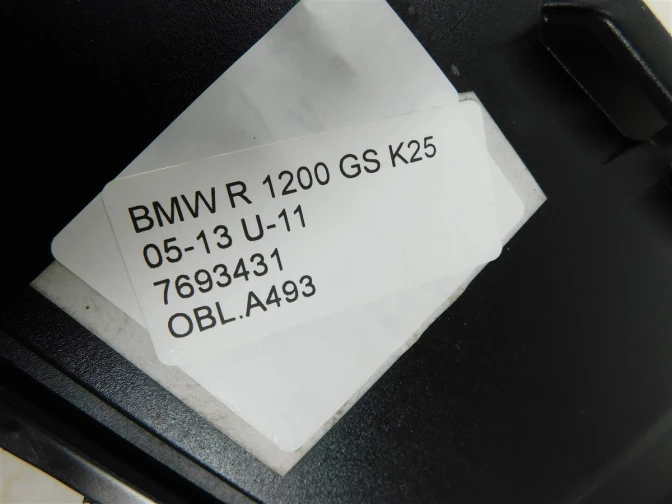 BMW R 1200 GS K25
05-13 U-11
7693431
OBL.A493